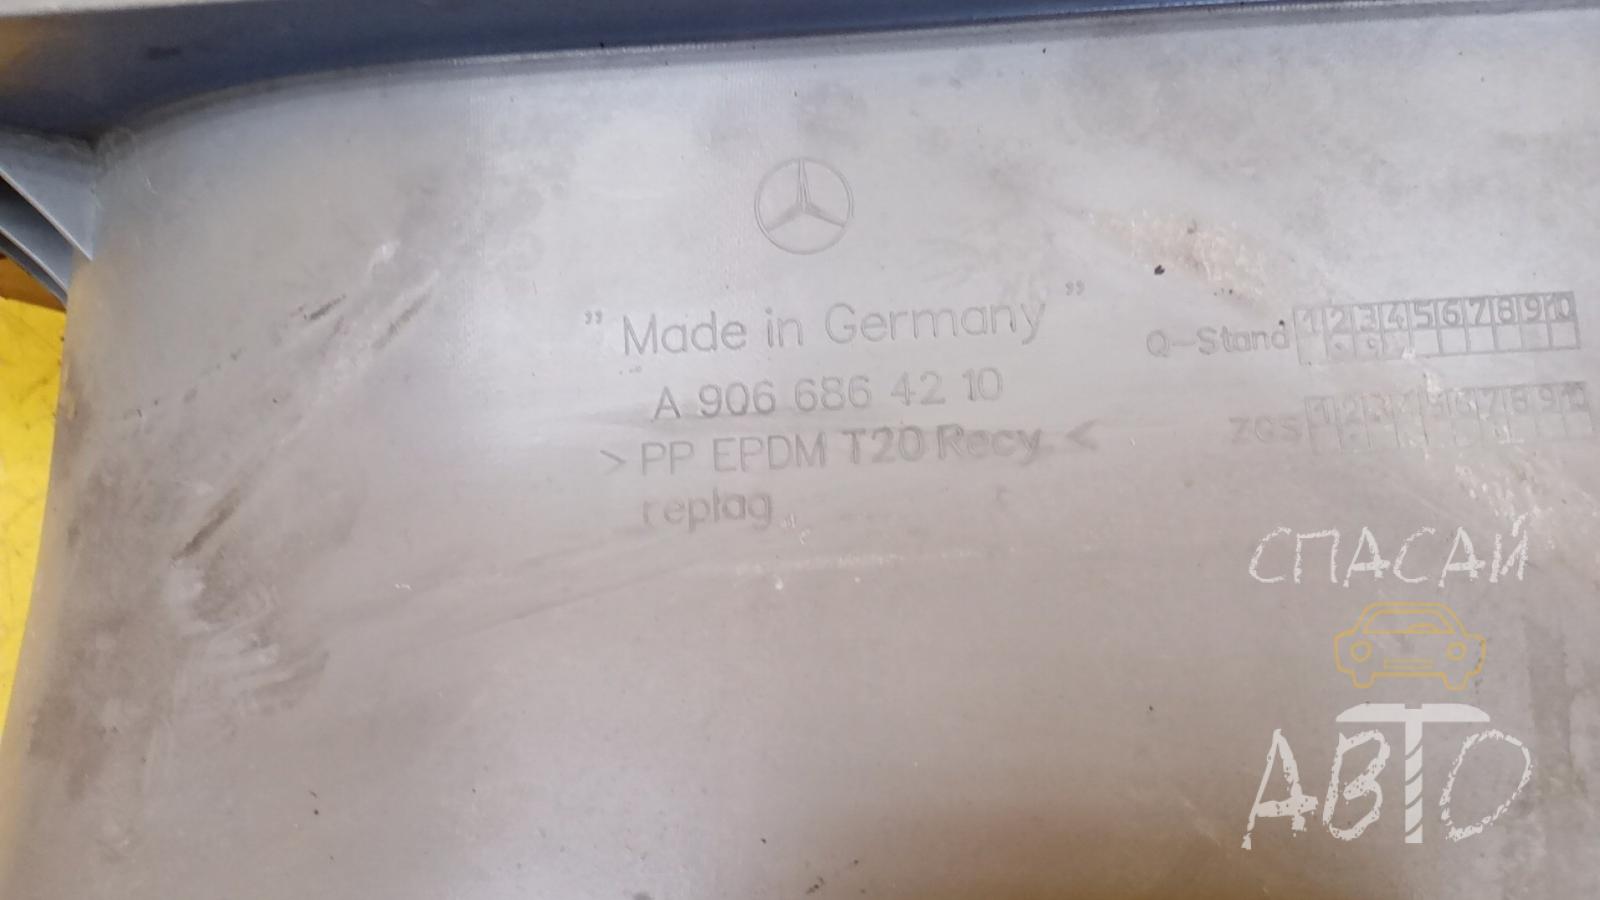 ” Made in Germany ”
A 906 686 42 10
> PP EPDM T20 Recy. <
replag
Q-Stand 1 2 3 4 5 6 7 8 9 10
ZGS 1 2 3 4 5 6 7 8 9 10
СПАСАЙ
АВТО